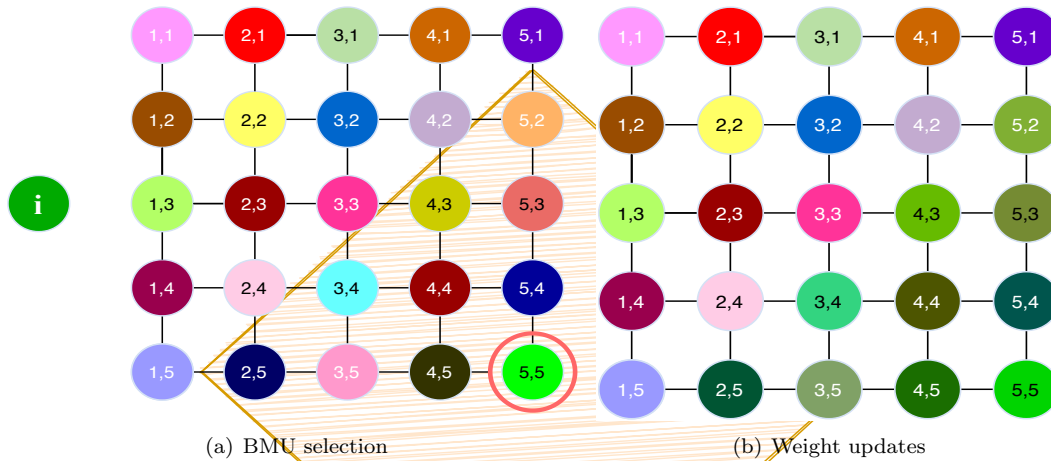 1,1 2,1 3,1 4,1 5,1 1,1 2,1 3,1 4,1 5,1
1,2 2,2 3,2 4,2 5,2 1,2 2,2 3,2 4,2 5,2
i 1,3 2,3 3,3 4,3 5,3 1,3 2,3 3,3 4,3 5,3
1,4 2,4 3,4 4,4 5,4 1,4 2,4 3,4 4,4 5,4
1,5 2,5 3,5 4,5 5,5 1,5 2,5 3,5 4,5 5,5
(a) BMU selection (b) Weight updates